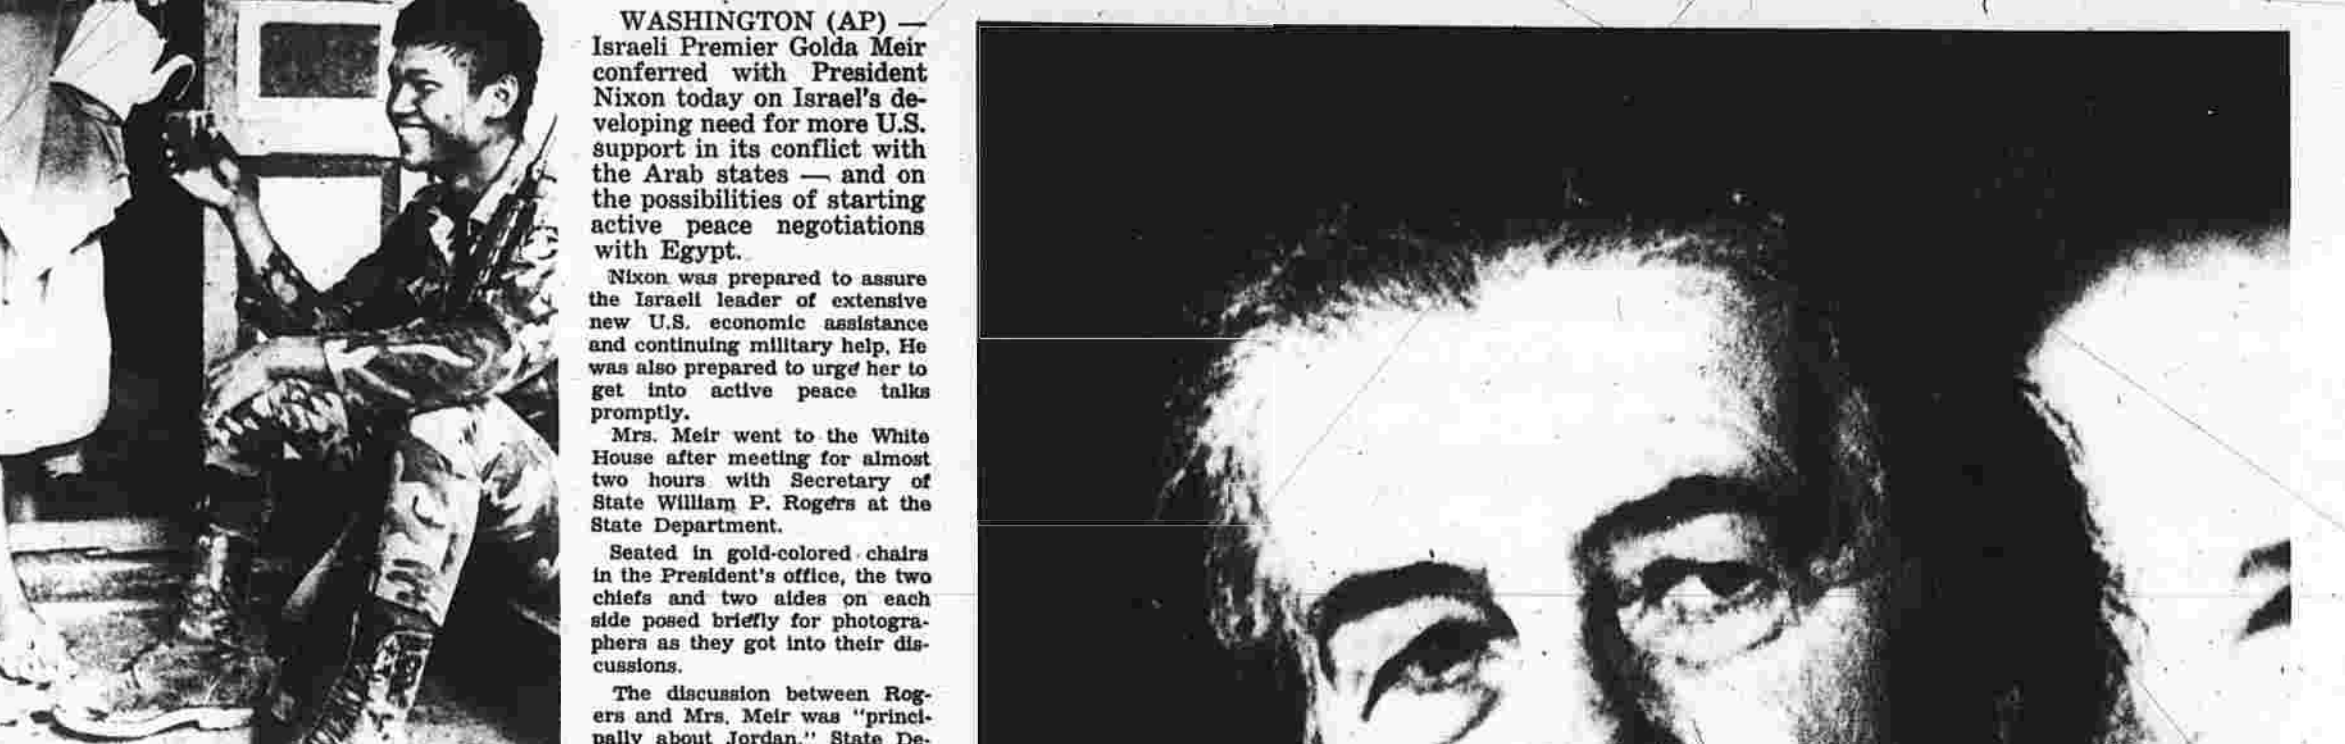 WASHINGTON (AP) —
Israeli Premier Golda Meir
conferred with President
Nixon today on Israel's de-
veloping need for more U.S.
support in its conflict with
the Arab states — and on
the possibilities of starting
active peace negotiations
with Egypt.
Nixon was prepared to assure
the Israeli leader of extensive
new U.S. economic assistance
and continuing military help. He
was also prepared to urge her to
get into active peace talks
promptly.
Mrs. Meir went to the White
House after meeting for almost
two hours with Secretary of
State William P. Rogers at the
State Department.
Seated in gold-colored chairs
in the President's office, the two
chiefs and two aides on each
side posed briefly for photogra-
phers as they got into their dis-
cussions.
The discussion between Rog-
ers and Mrs. Meir was "princi-
pally about Jordan," State De-